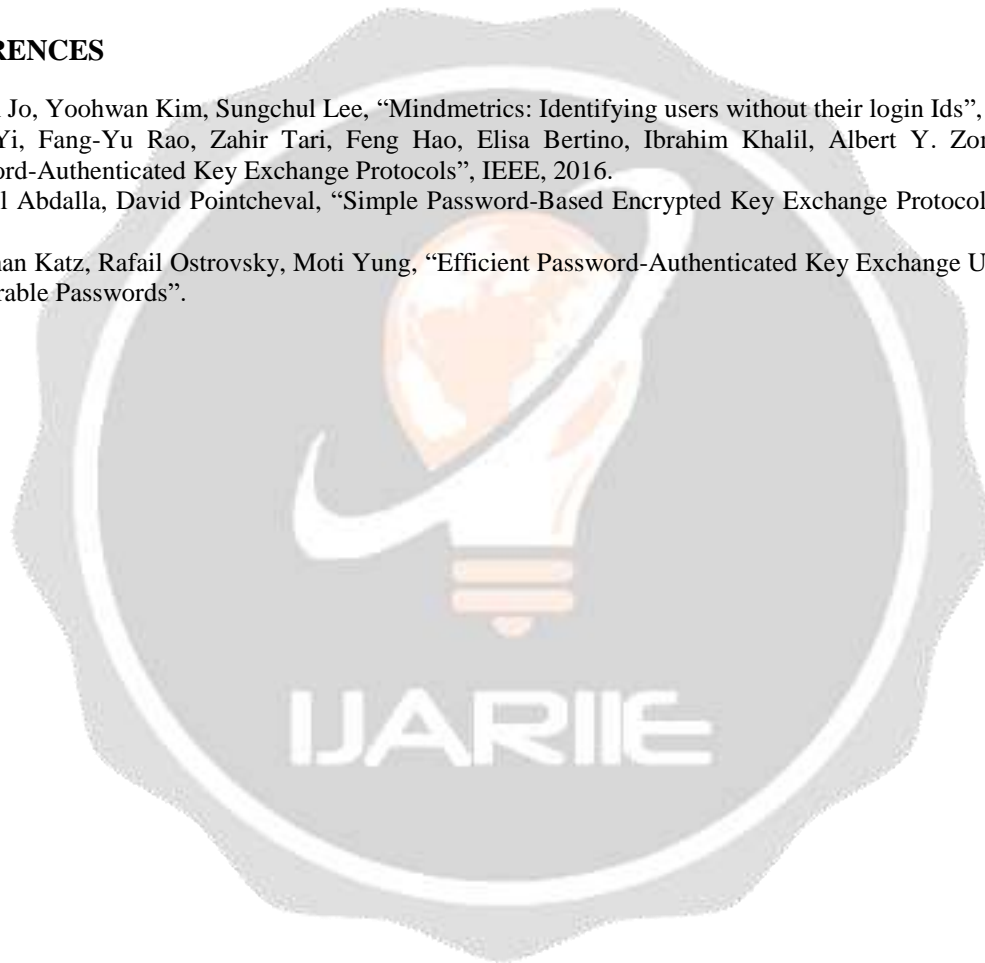 RENCES
Jo, Yoohwan Kim, Sungchul Lee, “Mindmetrics: Identifying users without their login Ids”,
Yi, Fang-Yu Rao, Zahir Tari, Feng Hao, Elisa Bertino, Ibrahim Khalil, Albert Y. Zor
ord-Authenticated Key Exchange Protocols”, IEEE, 2016.
l Abdalla, David Pointcheval, “Simple Password-Based Encrypted Key Exchange Protocol
nan Katz, Rafail Ostrovsky, Moti Yung, “Efficient Password-Authenticated Key Exchange U
rable Passwords”.
IJARIIE